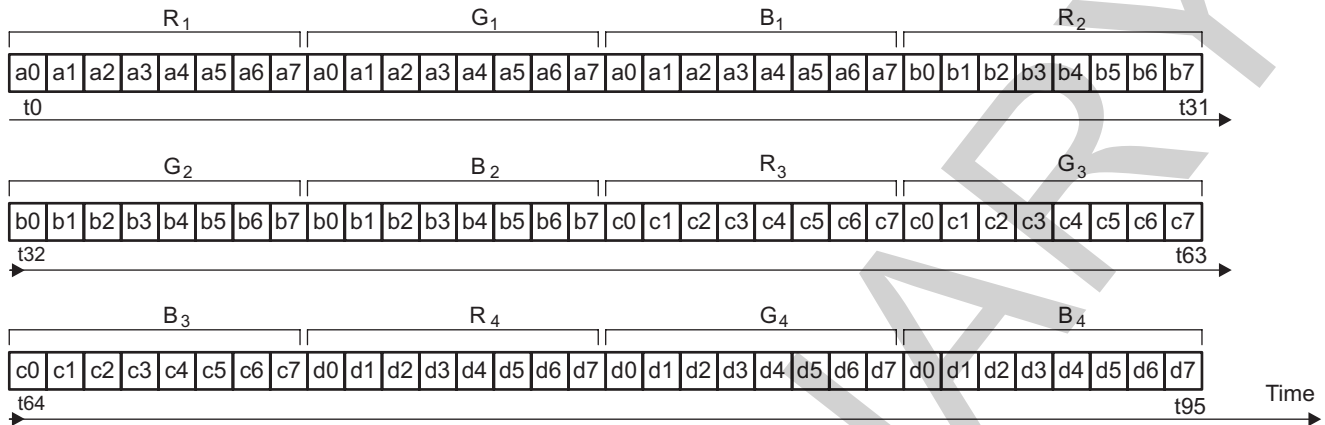 R1 G1 B1 R2
a0 a1 a2 a3 a4 a5 a6 a7 a0 a1 a2 a3 a4 a5 a6 a7 a0 a1 a2 a3 a4 a5 a6 a7 b0 b1 b2 b3 b4 b5 b6 b7
t0 t31
G2 B2 R3 G3
b0 b1 b2 b3 b4 b5 b6 b7 b0 b1 b2 b3 b4 b5 b6 b7 c0 c1 c2 c3 c4 c5 c6 c7 c0 c1 c2 c3 c4 c5 c6 c7
t32 t63
B3 R4 G4 B4
c0 c1 c2 c3 c4 c5 c6 c7 d0 d1 d2 d3 d4 d5 d6 d7 d0 d1 d2 d3 d4 d5 d6 d7 d0 d1 d2 d3 d4 d5 d6 d7
t64 t95 Time